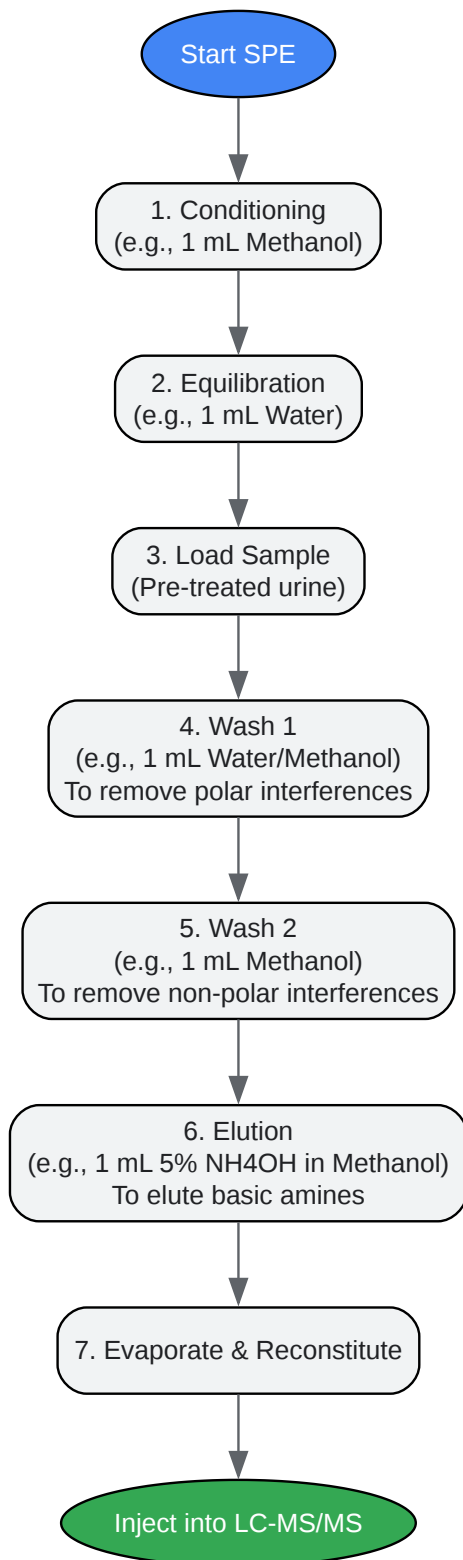 Start SPE
1. Conditioning
(e.g., 1 mL Methanol)
2. Equilibration
(e.g., 1 mL Water)
3. Load Sample
(Pre-treated urine)
4. Wash 1
(e.g., 1 mL Water/Methanol)
To remove polar interferences
5. Wash 2
(e.g., 1 mL Methanol)
To remove non-polar interferences
6. Elution
(e.g., 1 mL 5% NH4OH in Methanol)
To elute basic amines
7. Evaporate & Reconstitute
Inject into LC-MS/MS